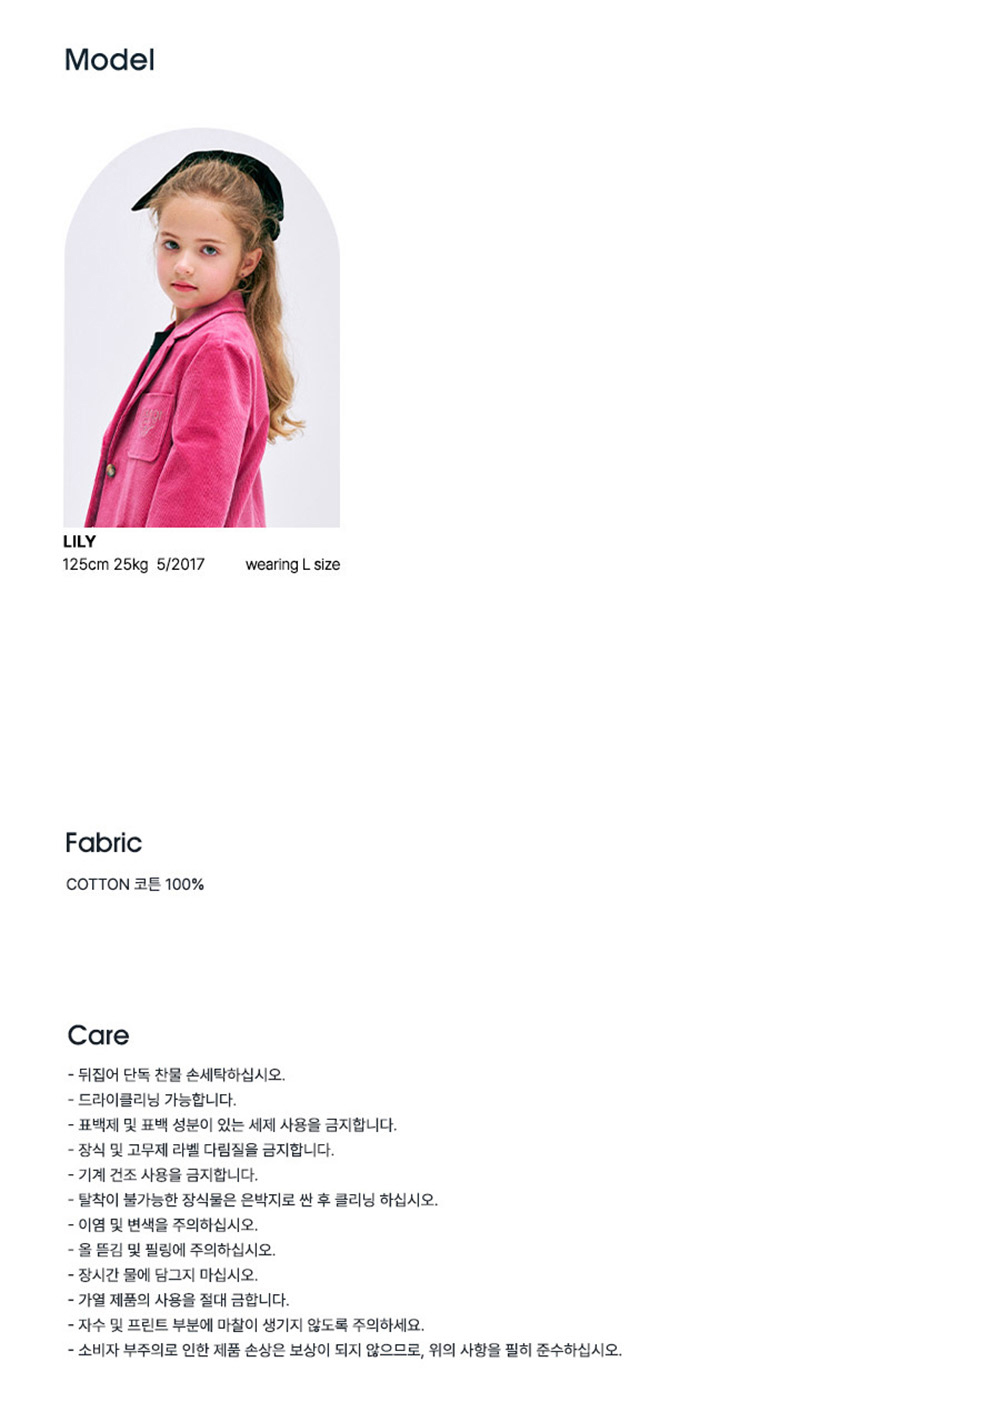 Model
LILY
125cm 25kg 5/2017 wearing L size
Fabric
COTTON 코튼 100%
Care
- 뒤집어 단독 찬물 손세탁하십시오.
- 드라이클리닝 가능합니다.
- 표백제 및 표백 성분이 있는 세제 사용을 금지합니다.
- 장식 및 고무제 라벨 다림질을 금지합니다.
- 기계 건조 사용을 금지합니다.
- 탈착이 불가능한 장식물은 은박지로 싼 후 클리닝 하십시오.
- 이염 및 변색을 주의하십시오.
- 올 뜯김 및 필링에 주의하십시오.
- 장시간 물에 담그지 마십시오.
- 가열 제품의 사용을 절대 금합니다.
- 자수 및 프린트 부분에 마찰이 생기지 않도록 주의하세요.
- 소비자 부주의로 인한 제품 손상은 보상이 되지 않으므로, 위의 사항을 필히 준수하십시오.